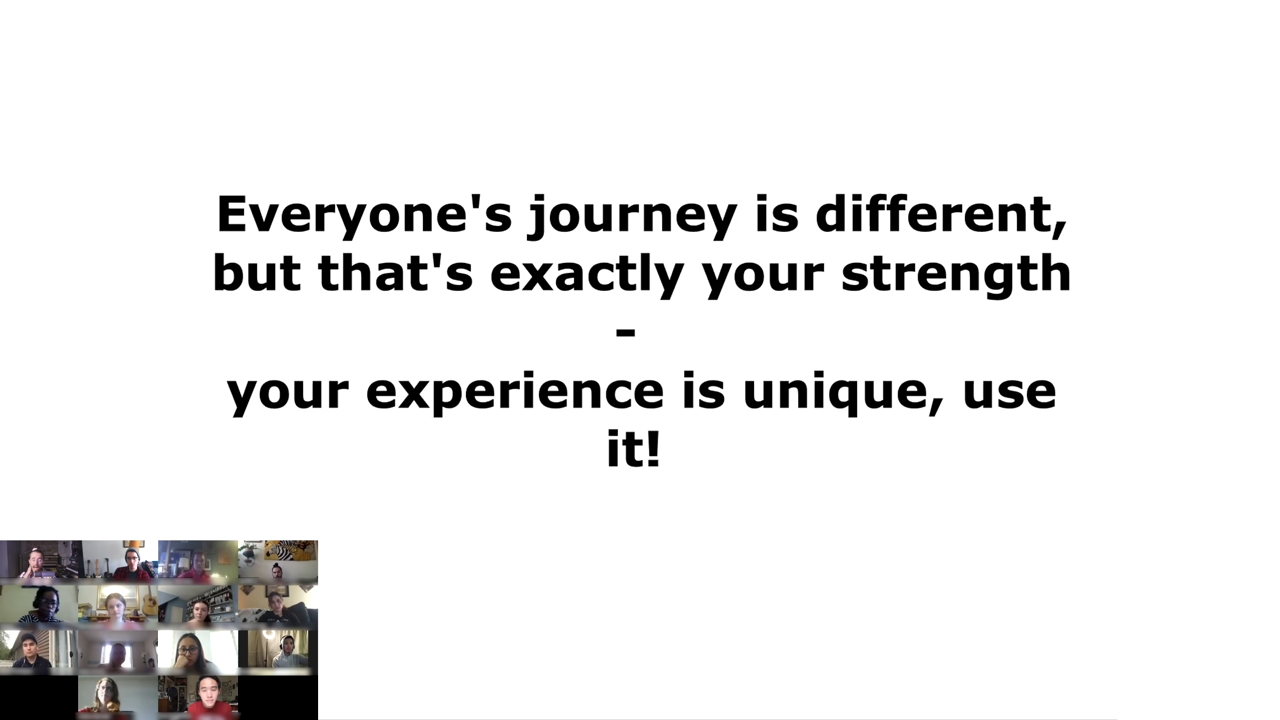 Everyone's journey is different,
but that's exactly your strength
-
your experience is unique, use
it!